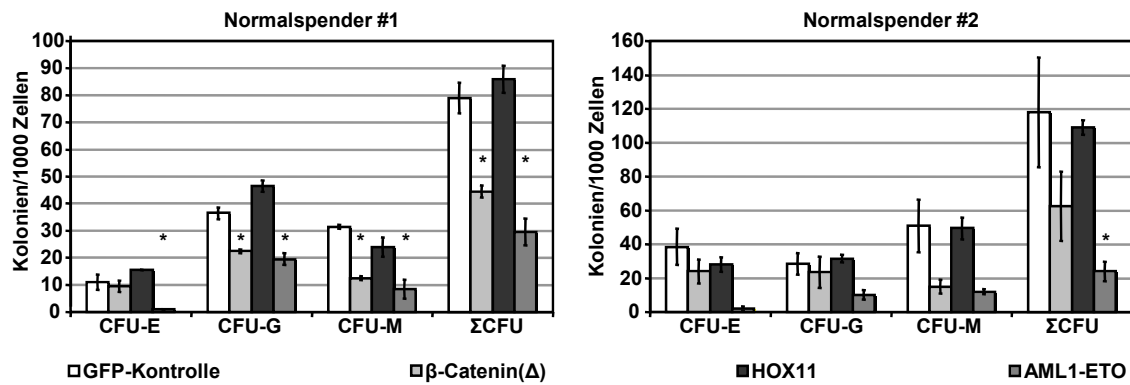 Normalspender #1
Kolonien/1000 Zellen
100
90
80
70
60
50
40
30
20
10
0
* * * * * * *
CFU-E CFU-G CFU-M ΣCFU
Normalspender #2
Kolonien/1000 Zellen
160
140
120
100
80
60
40
20
0
*
CFU-E CFU-G CFU-M ΣCFU
GFP-Kontrolle β-Catenin(Δ) HOX11 AML1-ETO